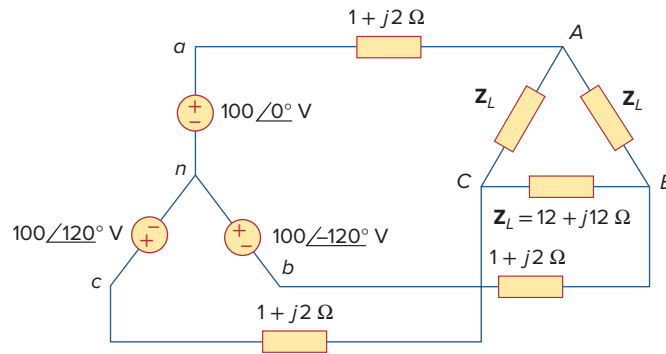 1 + j2 Ω
a
A
+
−
100∠0° V
Z_L
Z_L
n
C
B
100∠120° V
−
+
+
−
100∠−120° V
Z_L = 12 + j12 Ω
b
1 + j2 Ω
c
1 + j2 Ω